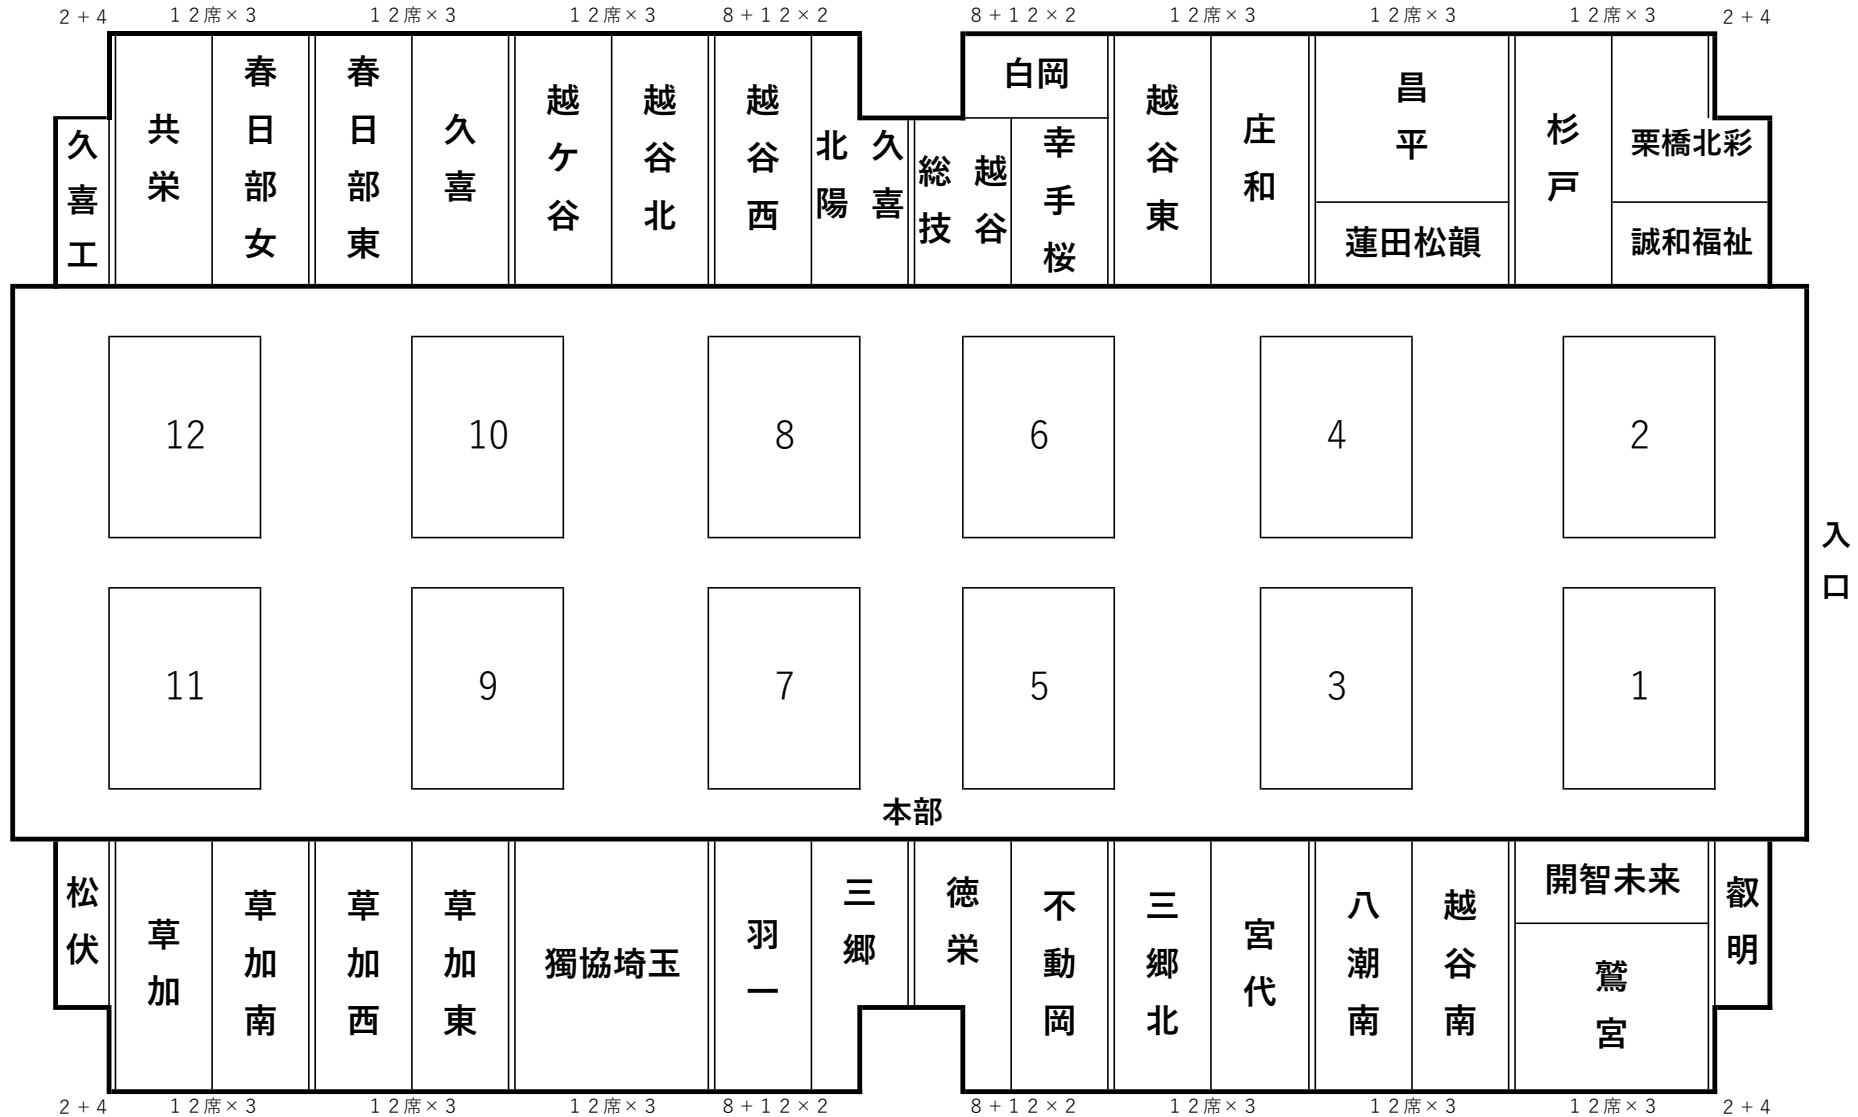 2+4 12席×3 12席×3 12席×3 8+12×2 8+12×2 12席×3 12席×3 12席×3 2+4
久喜工
共栄
春日部女
春日部東
久喜
越ケ谷
越谷北
越谷西
久喜
北陽
白岡
越谷
総技
幸手桜
越谷東
庄和
昌平
蓮田松韻
杉戸
栗橋北彩
誠和福祉
12 10 8 6 4 2
入口
11 9 7 5 3 1
本部
松伏
草加
草加南
草加西
草加東
獨協埼玉
羽一
三郷
徳栄
不動岡
三郷北
宮代
八潮南
越谷南
開智未来
鷲宮
叡明
2+4 12席×3 12席×3 12席×3 8+12×2 8+12×2 12席×3 12席×3 12席×3 2+4